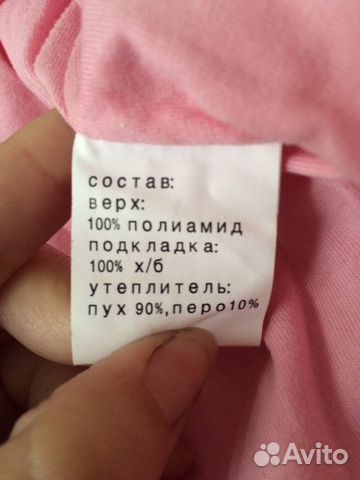 состав:
верх:
100% полиамид
подкладка:
100% х/б
утеплитель:
пух 90%,перо10%
Avito